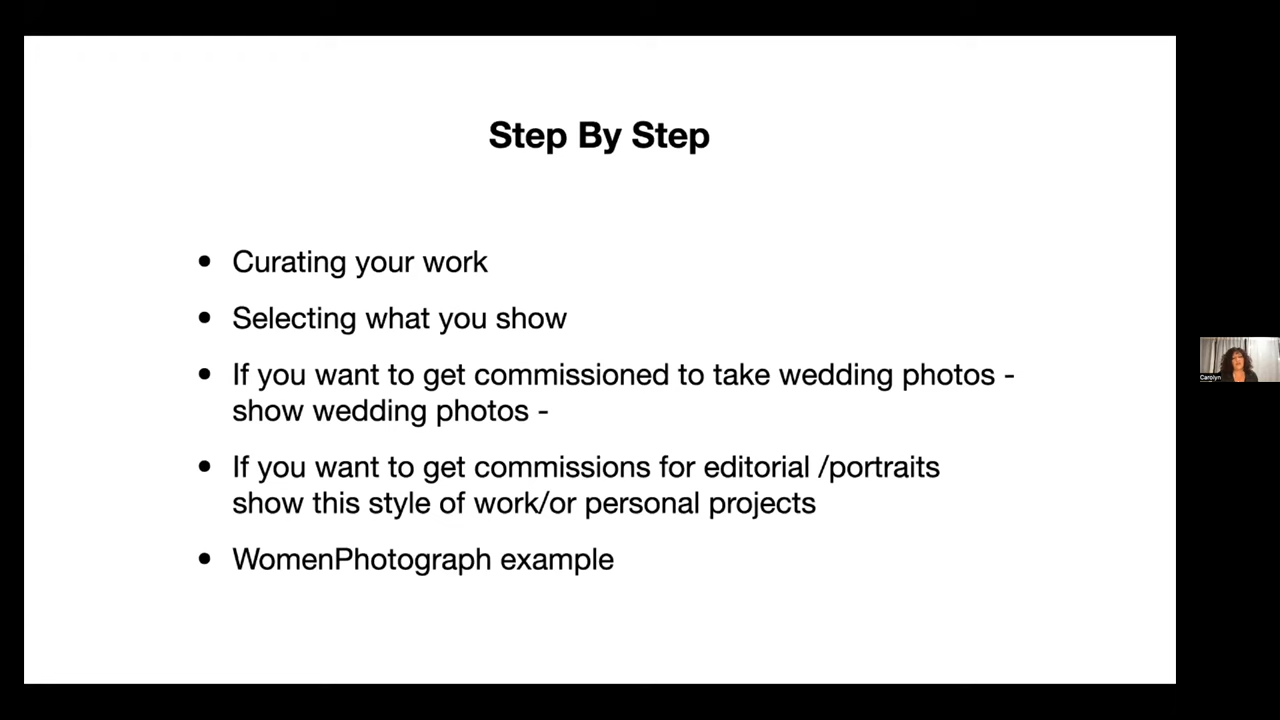 Step By Step
• Curating your work
• Selecting what you show
• If you want to get commissioned to take wedding photos -
show wedding photos -
• If you want to get commissions for editorial /portraits
show this style of work/or personal projects
• WomenPhotograph example
Carolyn